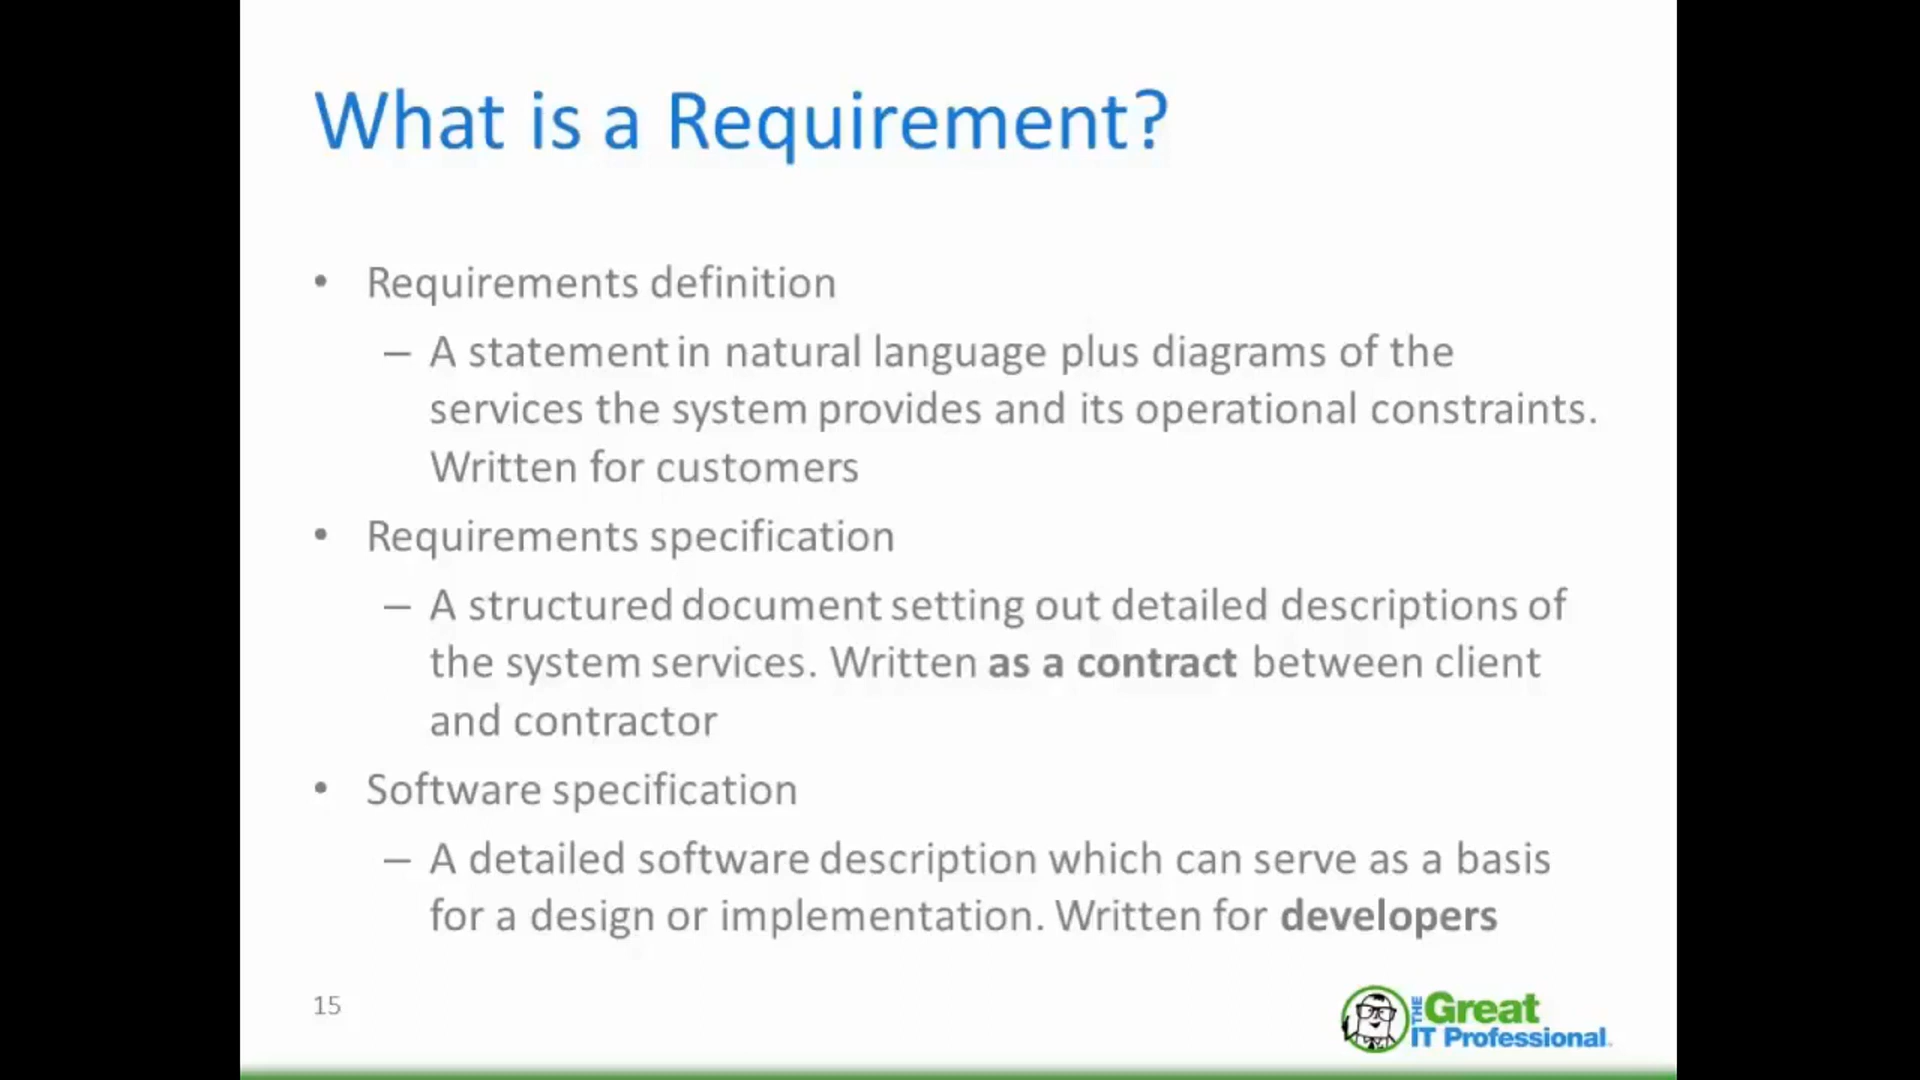 What is a Requirement?
• Requirements definition
– A statement in natural language plus diagrams of the
services the system provides and its operational constraints.
Written for customers
• Requirements specification
– A structured document setting out detailed descriptions of
the system services. Written as a contract between client
and contractor
• Software specification
– A detailed software description which can serve as a basis
for a design or implementation. Written for developers
15
THE Great
IT Professional